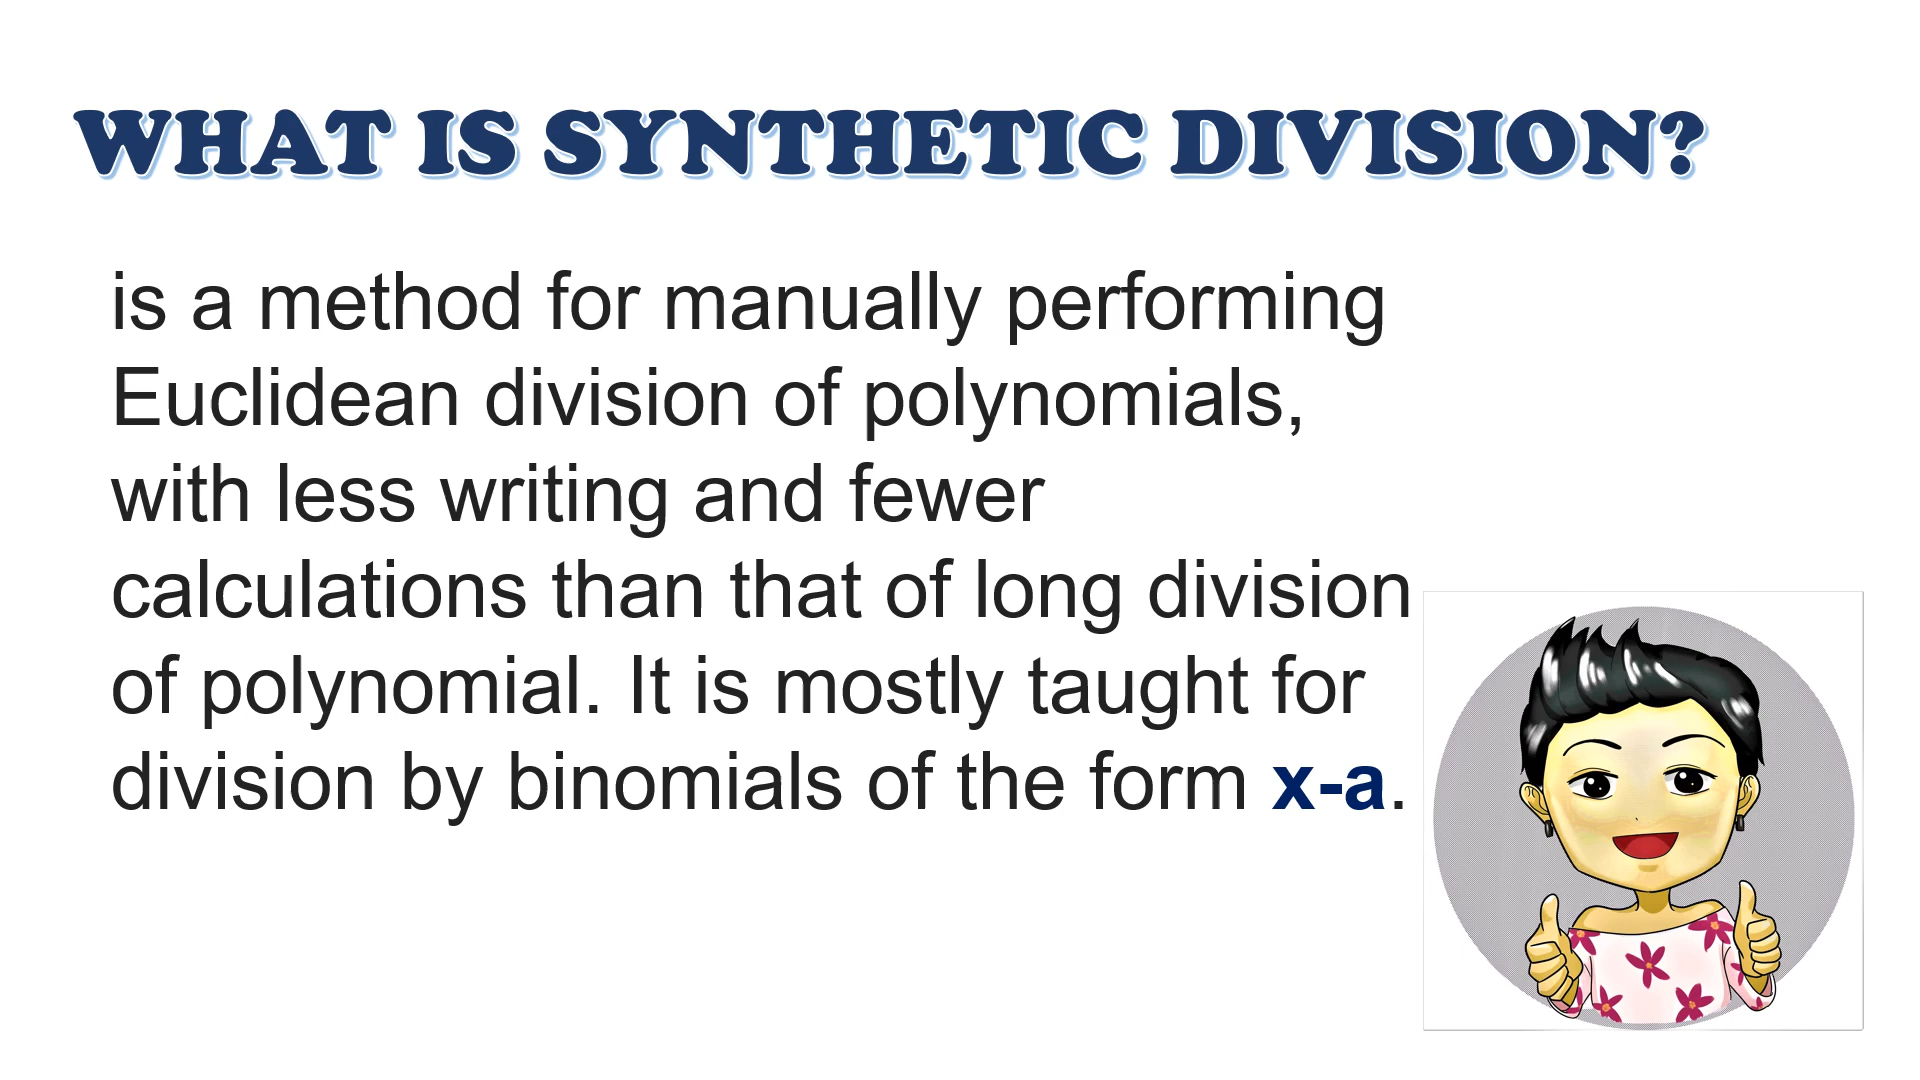 WHAT IS SYNTHETIC DIVISION?
is a method for manually performing
Euclidean division of polynomials,
with less writing and fewer
calculations than that of long division
of polynomial. It is mostly taught for
division by binomials of the form x-a.